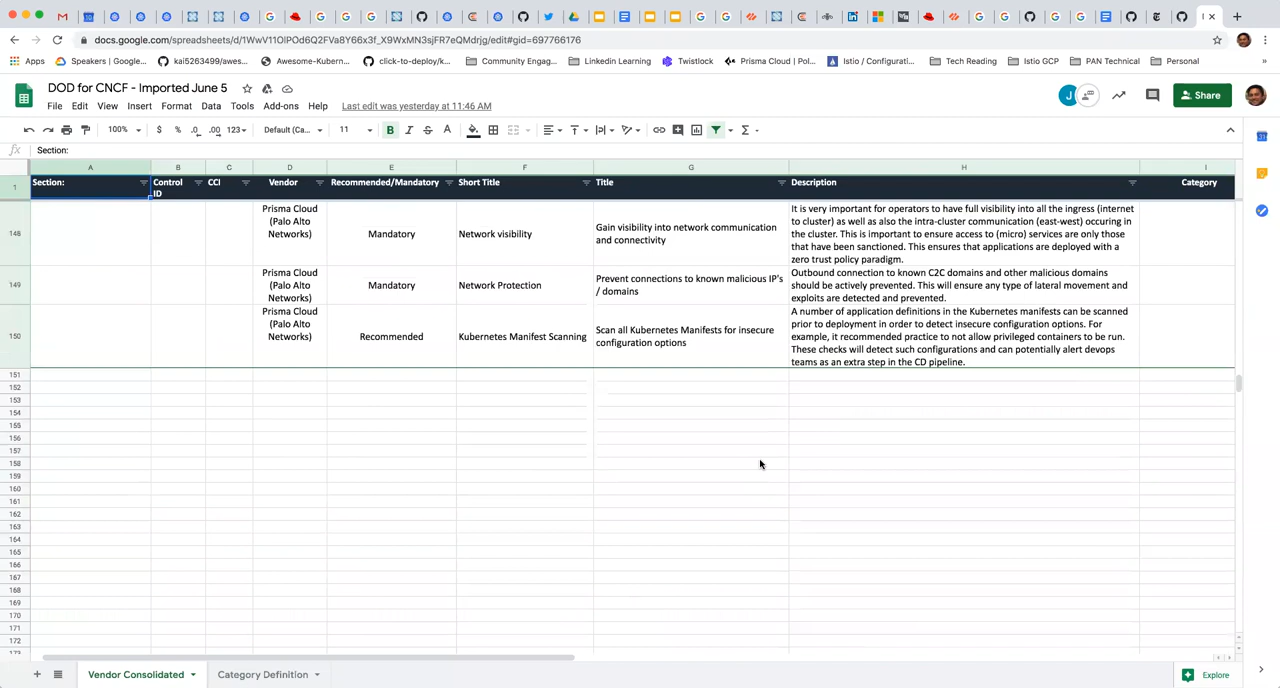 docs.google.com/spreadsheets/d/1WwV11OlPOd6Q2FVa8Y66x3f_X9WxMN3sjFR7eQMdrjg/edit#gid=697766176
Apps
Speakers | Google...
kai5263499/awes...
Awesome-Kubern...
click-to-deploy/k...
Community Engag...
Linkedin Learning
Twistlock
Prisma Cloud | Pol...
Istio / Configurati...
Tech Reading
Istio GCP
PAN Technical
Personal
»
DOD for CNCF - Imported June 5
File Edit View Insert Format Data Tools Add-ons Help Last edit was yesterday at 11:46 AM
J
Share
100% $ % .0 .00 123 Default (Ca... 11 B I S A Σ
fx Section:
A B C D E F G H I
1 Section: Control ID CCI Vendor Recommended/Mandatory Short Title Title Description Category
148
Prisma Cloud
(Palo Alto
Networks)
Mandatory
Network visibility
Gain visibility into network communication
and connectivity
It is very important for operators to have full visibility into all the ingress (internet
to cluster) as well as also the intra-cluster communication (east-west) occuring in
the cluster. This is important to ensure access to (micro) services are only those
that have been sanctioned. This ensures that applications are deployed with a
zero trust policy paradigm.
149
Prisma Cloud
(Palo Alto
Networks)
Mandatory
Network Protection
Prevent connections to known malicious IP's
/ domains
Outbound connection to known C2C domains and other malicious domains
should be actively prevented. This will ensure any type of lateral movement and
exploits are detected and prevented.
150
Prisma Cloud
(Palo Alto
Networks)
Recommended
Kubernetes Manifest Scanning
Scan all Kubernetes Manifests for insecure
configuration options
A number of application definitions in the Kubernetes manifests can be scanned
prior to deployment in order to detect insecure configuration options. For
example, it recommended practice to not allow privileged containers to be run.
These checks will detect such configurations and can potentially alert devops
teams as an extra step in the CD pipeline.
151
152
153
154
155
156
157
158
159
160
161
162
163
164
165
166
167
168
169
170
171
172
173
Vendor Consolidated
Category Definition
Explore